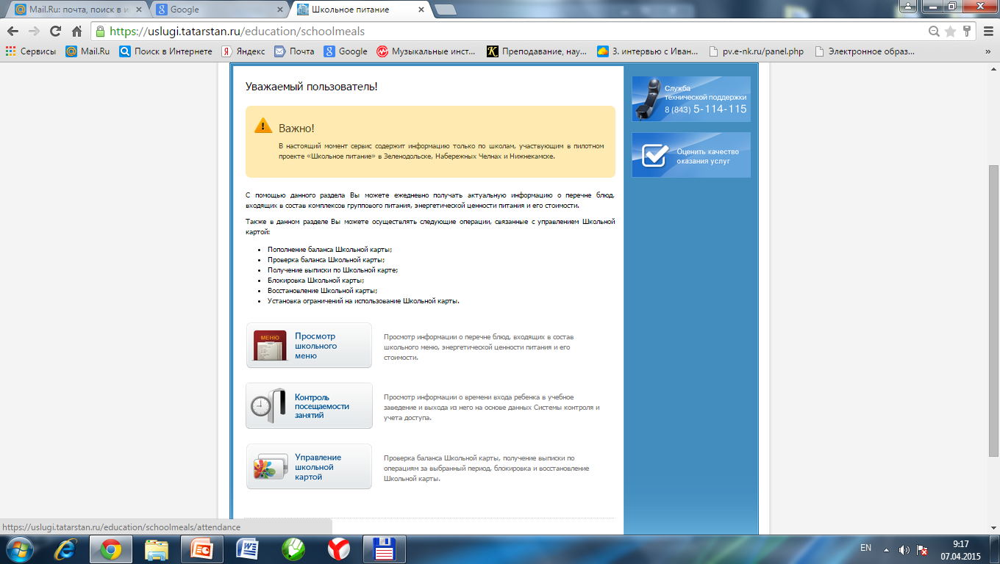 Mail.Ru: почта, поиск в и
Google
Школьное питание
https://uslugi.tatarstan.ru/education/schoolmeals
Сервисы
Mail.Ru
Поиск в Интернете
Яндекс
Почта
Google
Музыкальные инст...
Преподавание, нау...
3. интервью с Иван...
pv.e-nk.ru/panel.php
Электронное образ...
»
Уважаемый пользователь!
Важно!
В настоящий момент сервис содержит информацию только по школам, участвующим в пилотном
проекте «Школьное питание» в Зеленодольске, Набережных Челнах и Нижнекамске.
С помощью данного раздела Вы можете ежедневно получать актуальную информацию о перечне блюд,
входящих в состав комплексов группового питания, энергетической ценности питания и его стоимости.
Также в данном разделе Вы можете осуществлять следующие операции, связанные с управлением Школьной
картой:
• Пополнение баланса Школьной карты;
• Проверка баланса Школьной карты;
• Получение выписки по Школьной карте;
• Блокировка Школьной карты;
• Восстановление Школьной карты;
• Установка ограничений на использование Школьной карты.
МЕНЮ
Просмотр
школьного
меню
Просмотр информации о перечне блюд, входящих в состав
школьного меню, энергетической ценности питания и его
стоимости.
Контроль
посещаемости
занятий
Просмотр информации о времени входа ребенка в учебное
заведение и выхода из него на основе данных Системы контроля и
учета доступа.
Управление
школьной
картой
Проверка баланса Школьной карты, получение выписки по
операциям за выбранный период, блокировка и восстановление
Школьной карты.
Служба
технической поддержки
8 (843) 5-114-115
Оценить качество
оказания услуг
https://uslugi.tatarstan.ru/education/schoolmeals/attendance
EN
9:17
07.04.2015